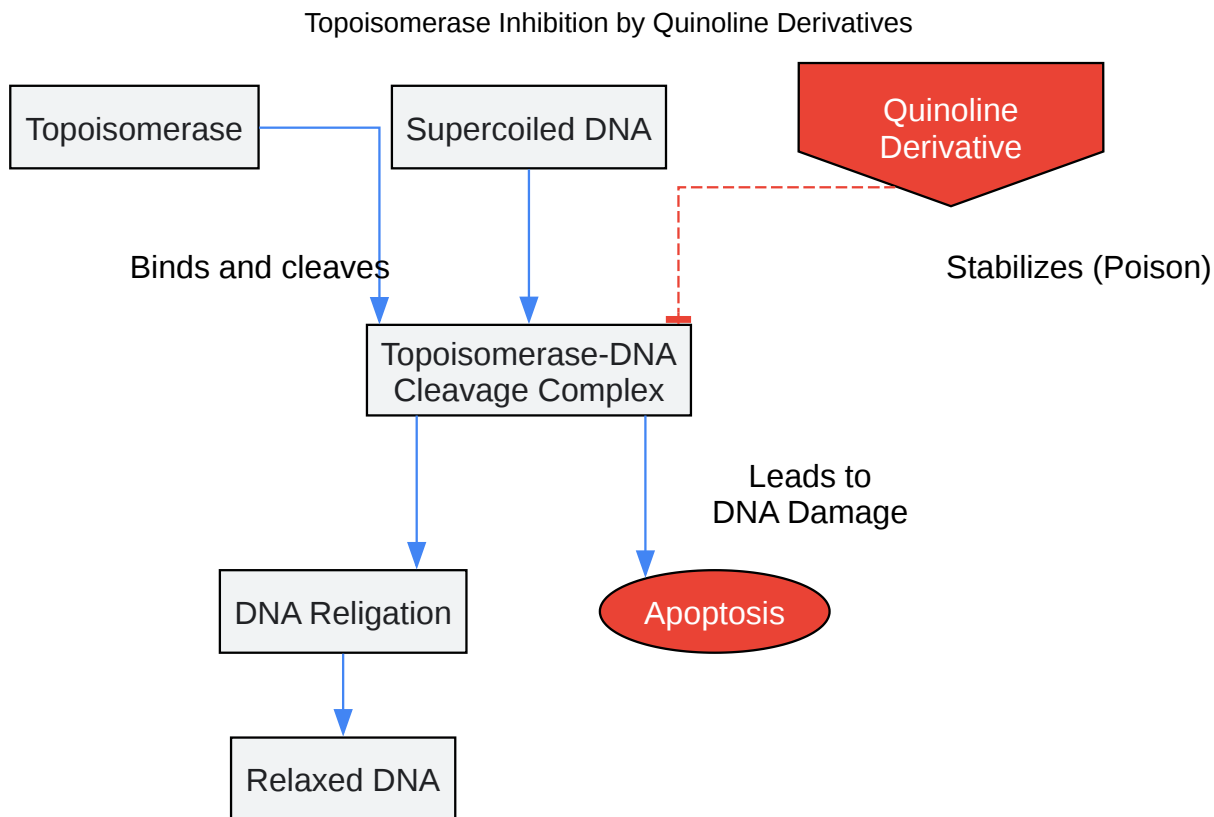 Topoisomerase Inhibition by Quinoline Derivatives
Topoisomerase
Supercoiled DNA
Quinoline
Derivative
Binds and cleaves
Stabilizes (Poison)
Topoisomerase-DNA
Cleavage Complex
Leads to
DNA Damage
DNA Religation
Apoptosis
Relaxed DNA